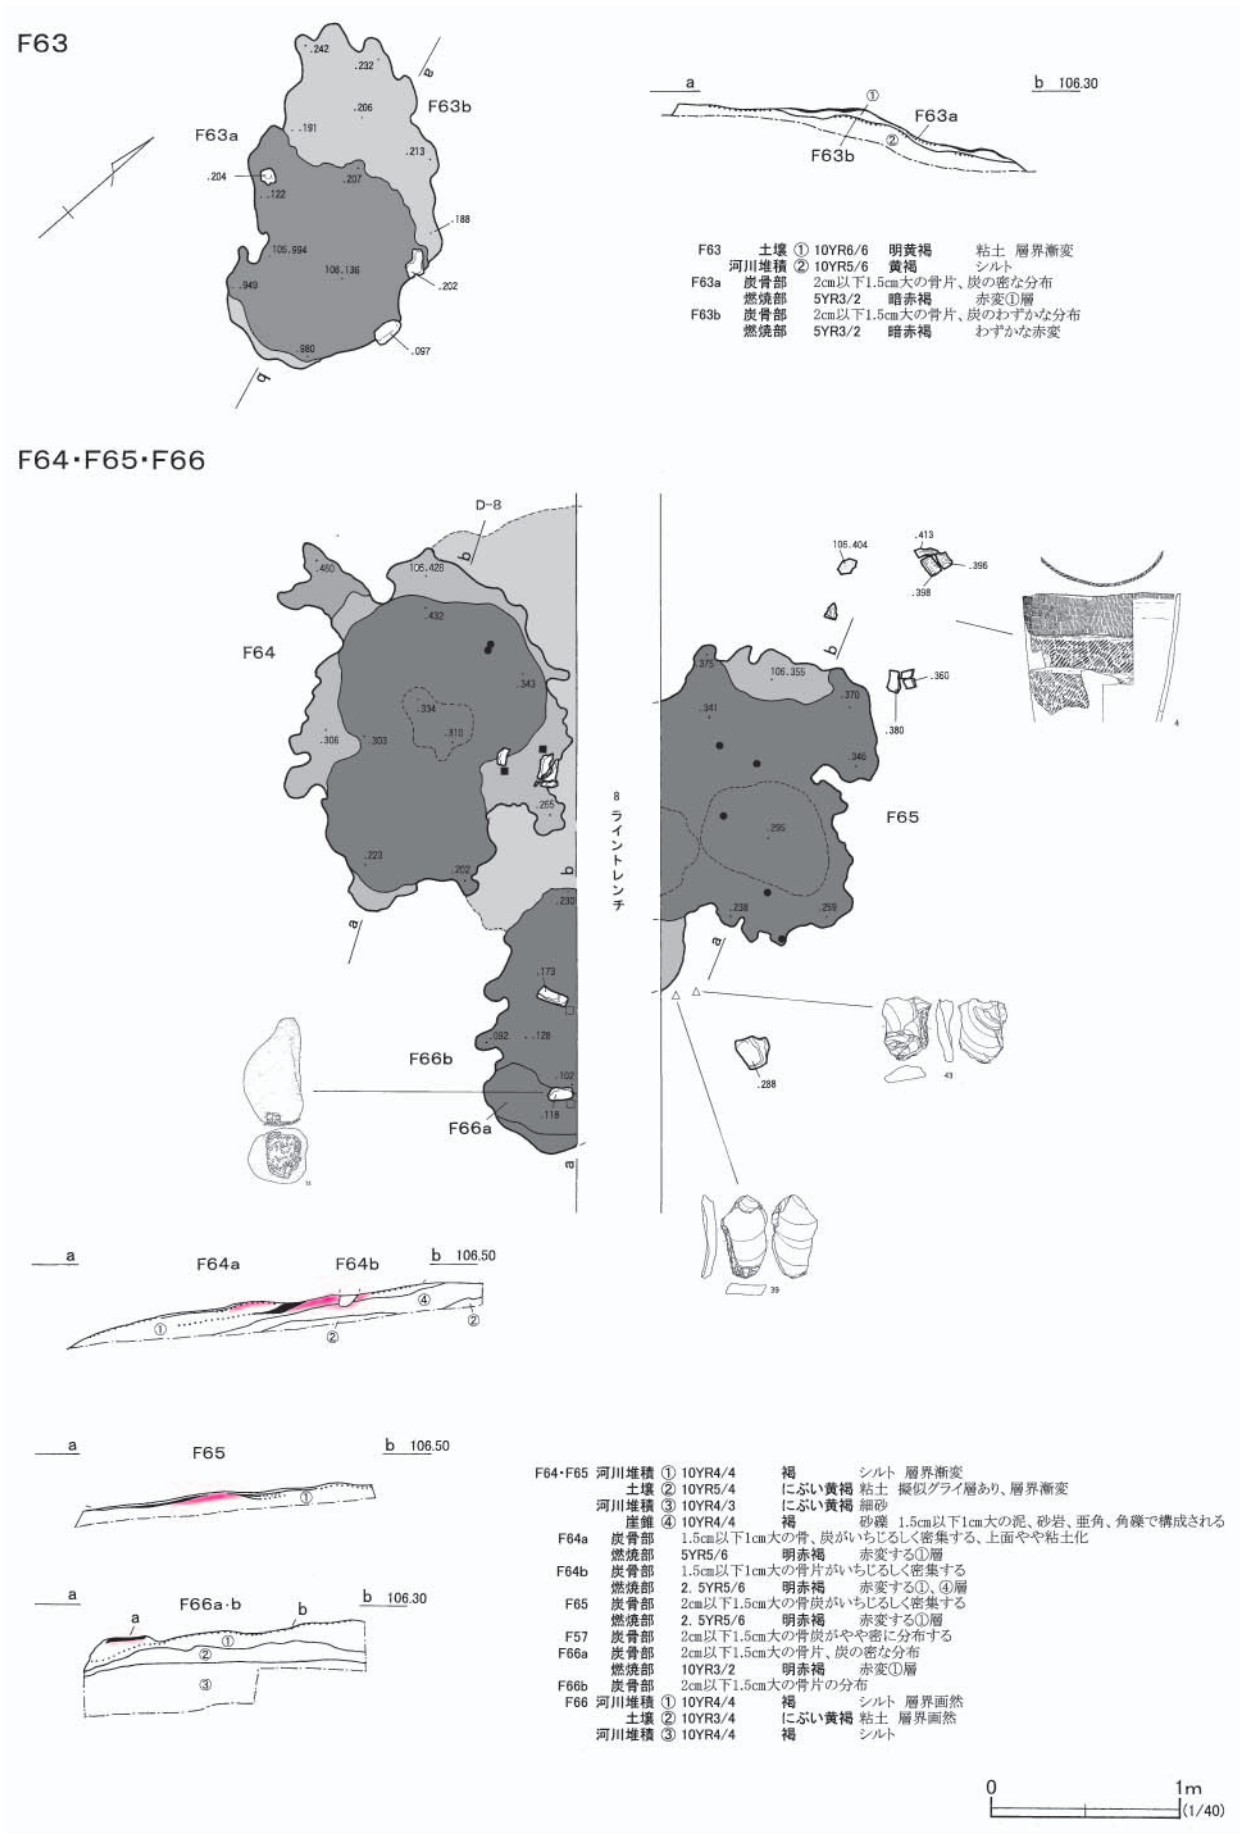 F63
.242
.232
a
F63b
.206
.191
F63a
.213
.204
.207
.122
.188
105.994
106.136
.202
.949
.097
.980
b
a
b 106.30
①
F63a
②
F63b
F63 土壌 ① 10YR6/6 明黄褐 粘土 層界漸変
河川堆積 ② 10YR5/6 黄褐 シルト
F63a 炭骨部 2cm以下1.5cm大の骨片、炭の密な分布
燃焼部 5YR3/2 暗赤褐 赤変①層
F63b 炭骨部 2cm以下1.5cm大の骨片、炭のわずかな分布
燃焼部 5YR3/2 暗赤褐 わずかな赤変
F64・F65・F66
D-8
b
.460
106.428
.432
F64
.343
.334
.310
.306
.303
.265
.223
.202
b
a
.230
.173
.092
.128
F66b
.102
.118
F66a
a
8ライントレンチ
106.404
.413
.396
.398
b
.375
106.355
.360
.370
.341
.380
.346
F65
.295
.238
.259
a
4
43
.288
39
a
F64a
F64b
b 106.50
①
④
②
②
a
F65
b 106.50
①
a
F66a・b
b 106.30
a
b
①
②
③
F64・F65 河川堆積 ① 10YR4/4 褐 シルト 層界漸変
土壌 ② 10YR5/4 にぶい黄褐 粘土 擬似グライ層あり、層界漸変
河川堆積 ③ 10YR4/3 にぶい黄褐 細砂
崖錐 ④ 10YR4/4 褐 砂礫 1.5cm以下1cm大の泥、砂岩、亜角、角礫で構成される
F64a 炭骨部 1.5cm以下1cm大の骨、炭がいちじるしく密集する、上面やや粘土化
燃焼部 5YR5/6 明赤褐 赤変する①層
F64b 炭骨部 1.5cm以下1cm大の骨片がいちじるしく密集する
燃焼部 2. 5YR5/6 明赤褐 赤変する①、④層
F65 炭骨部 2cm以下1.5cm大の骨炭がいちじるしく密集する
燃焼部 2. 5YR5/6 明赤褐 赤変する①層
F57 炭骨部 2cm以下1.5cm大の骨炭がやや密に分布する
F66a 炭骨部 2cm以下1.5cm大の骨片、炭の密な分布
燃焼部 10YR3/2 明赤褐 赤変①層
F66b 炭骨部 2cm以下1.5cm大の骨片の分布
F66 河川堆積 ① 10YR4/4 褐 シルト 層界画然
土壌 ② 10YR3/4 にぶい黄褐 粘土 層界画然
河川堆積 ③ 10YR4/4 褐 シルト
0 1m
(1/40)